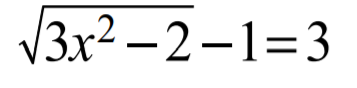 √(3x² − 2) − 1 = 3